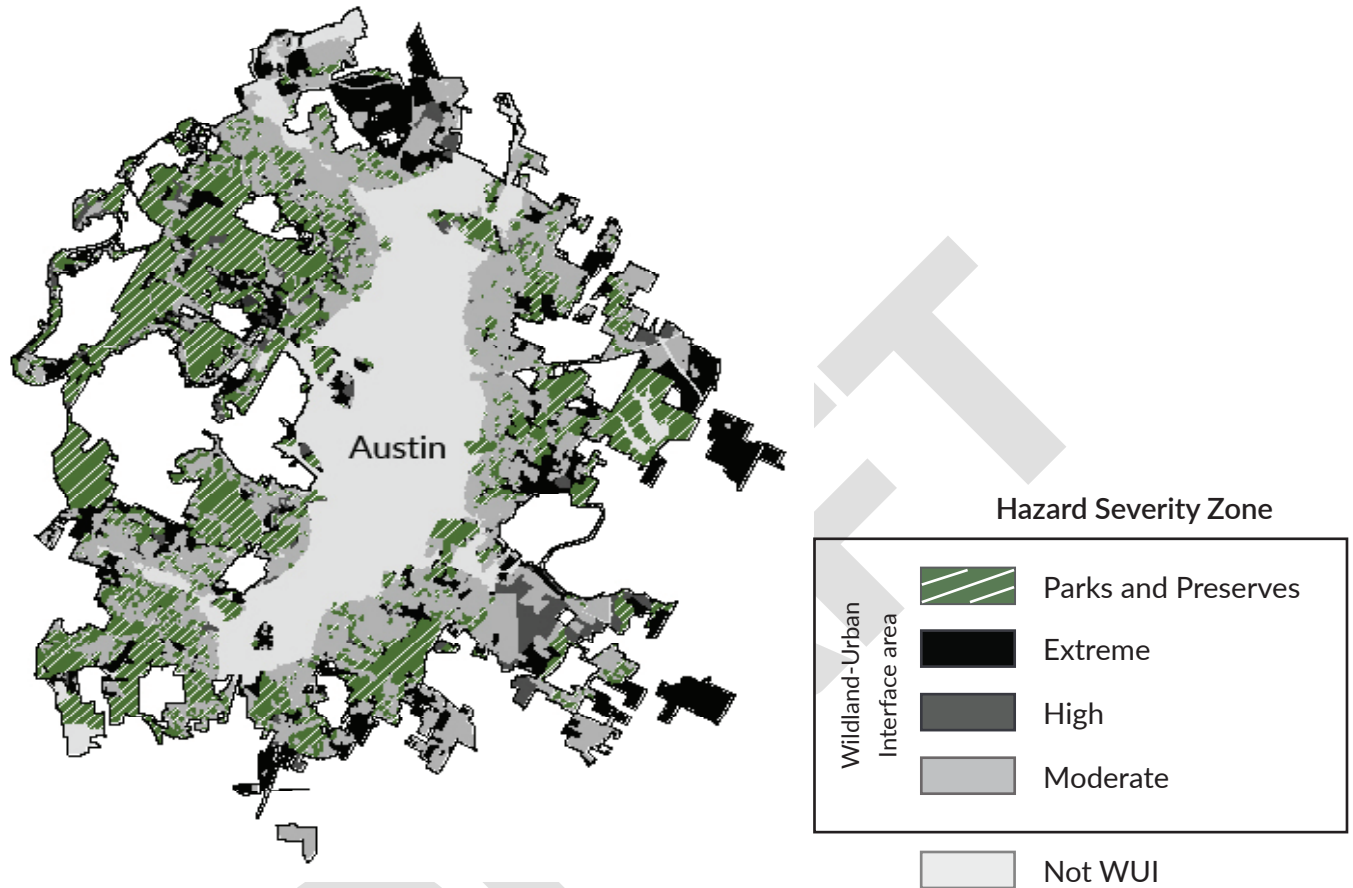 Austin
Hazard Severity Zone
Wildland-Urban
Interface area
Parks and Preserves
Extreme
High
Moderate
Not WUI